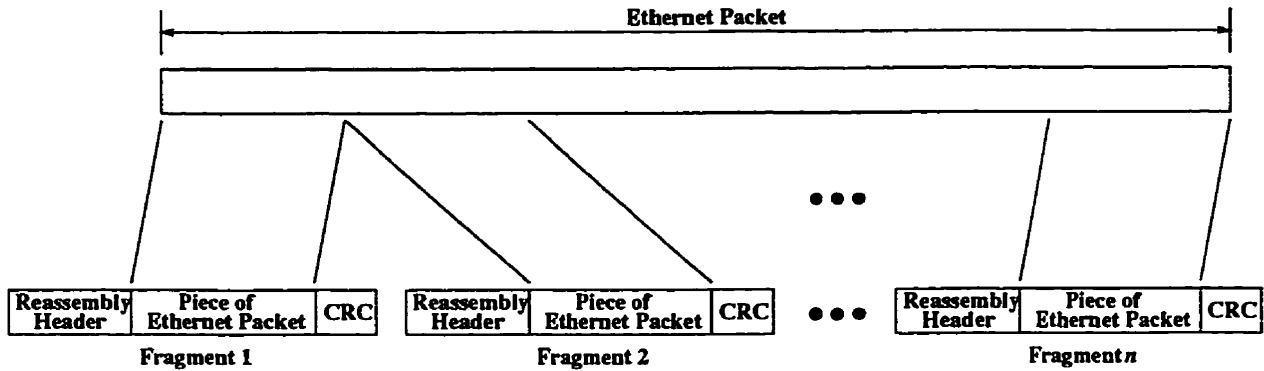 Ethernet Packet
Reassembly Header
Piece of Ethernet Packet
CRC
Reassembly Header
Piece of Ethernet Packet
CRC
Reassembly Header
Piece of Ethernet Packet
CRC
Fragment 1
Fragment 2
Fragment n